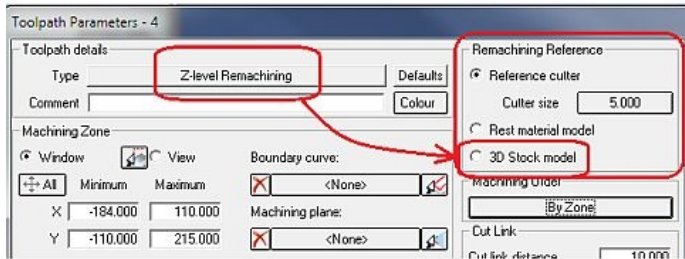 Toolpath Parameters - 4
Toolpath details
Type Z-level Remachining Defaults
Comment Colour
Machining Zone
Window View Boundary curve:
All Minimum Maximum <None>
X -184.000 110.000 Machining plane:
Y -110.000 215.000 <None>
Remachining Reference
Reference cutter
Cutter size 5.000
Rest material model
3D Stock model
Machining Order
By Zone
Cut Link
Cut link distance 10.000